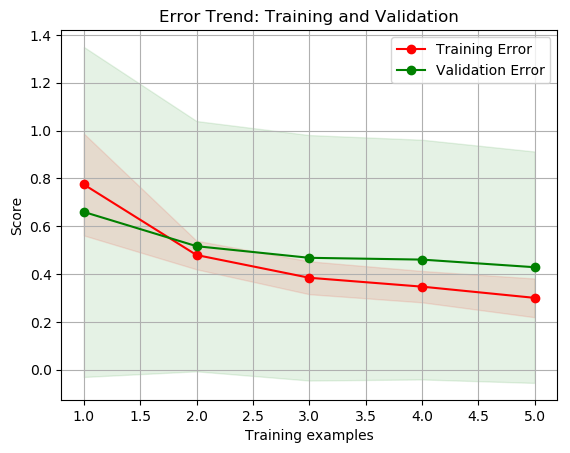 Error Trend: Training and Validation
1.4
1.2
1.0
0.8
0.6
0.4
0.2
0.0
Score
Training Error
Validation Error
1.0 1.5 2.0 2.5 3.0 3.5 4.0 4.5 5.0
Training examples